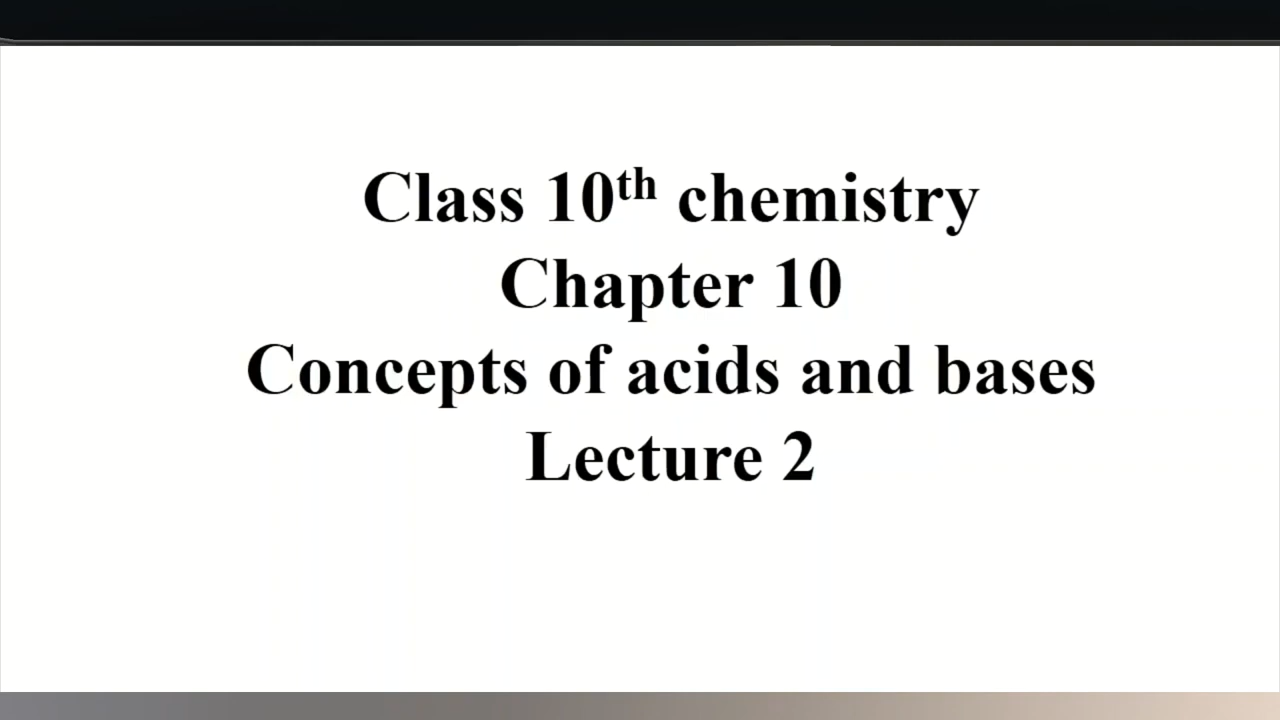 Class 10th chemistry
Chapter 10
Concepts of acids and bases
Lecture 2